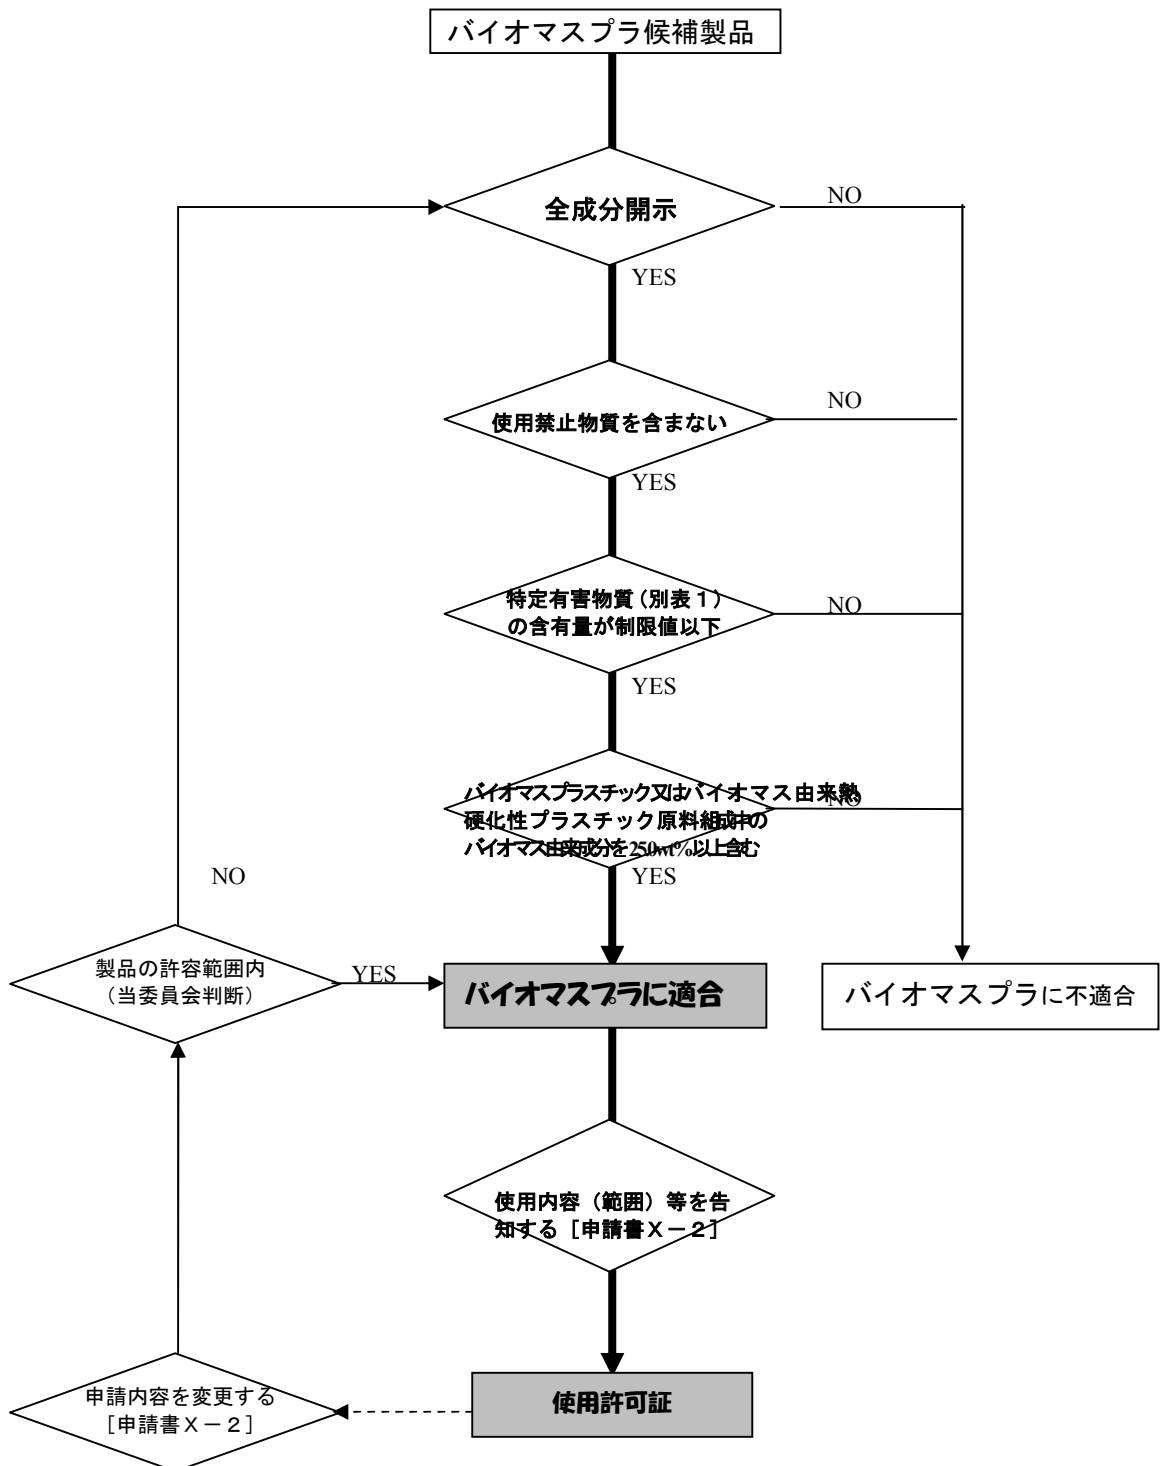 バイオマスプラ候補製品
全成分開示
NO
YES
使用禁止物質を含まない
NO
YES
特定有害物質（別表１）
の含有量が制限値以下
NO
YES
バイオマスプラスチック又はバイオマス由来熱
硬化性プラスチック原料組成中の
バイオマス由来成分を25.0wt%以上含む
NO
YES
NO
製品の許容範囲内
（当委員会判断）
YES
バイオマスプラに適合
バイオマスプラに不適合
使用内容（範囲）等を告
知する［申請書Ｘ－２］
申請内容を変更する
［申請書Ｘ－２］
使用許可証